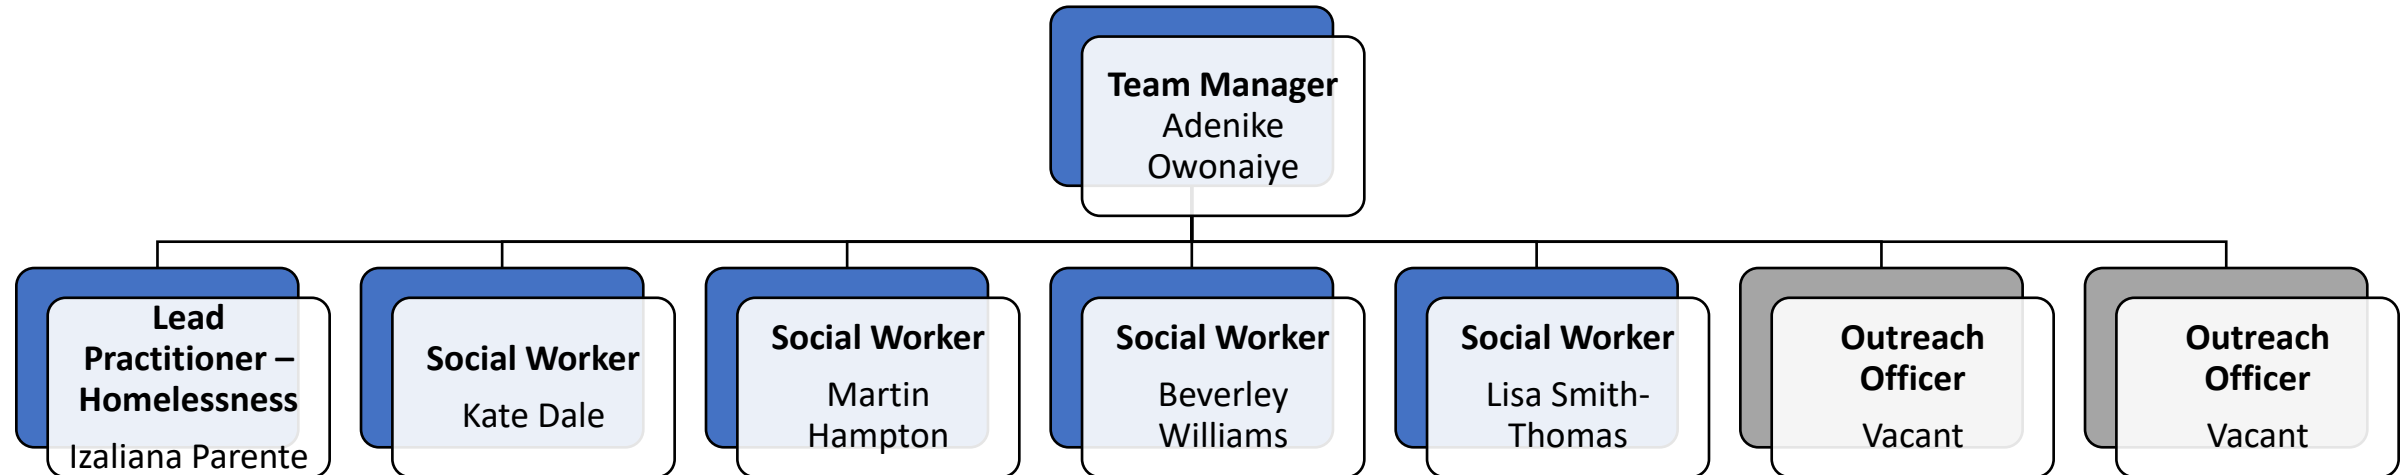 Team Manager
Adenike
Owonaiye
Lead
Practitioner –
Homelessness
Izaliana Parente
Social Worker
Kate Dale
Social Worker
Martin
Hampton
Social Worker
Beverley
Williams
Social Worker
Lisa Smith-
Thomas
Outreach
Officer
Vacant
Outreach
Officer
Vacant